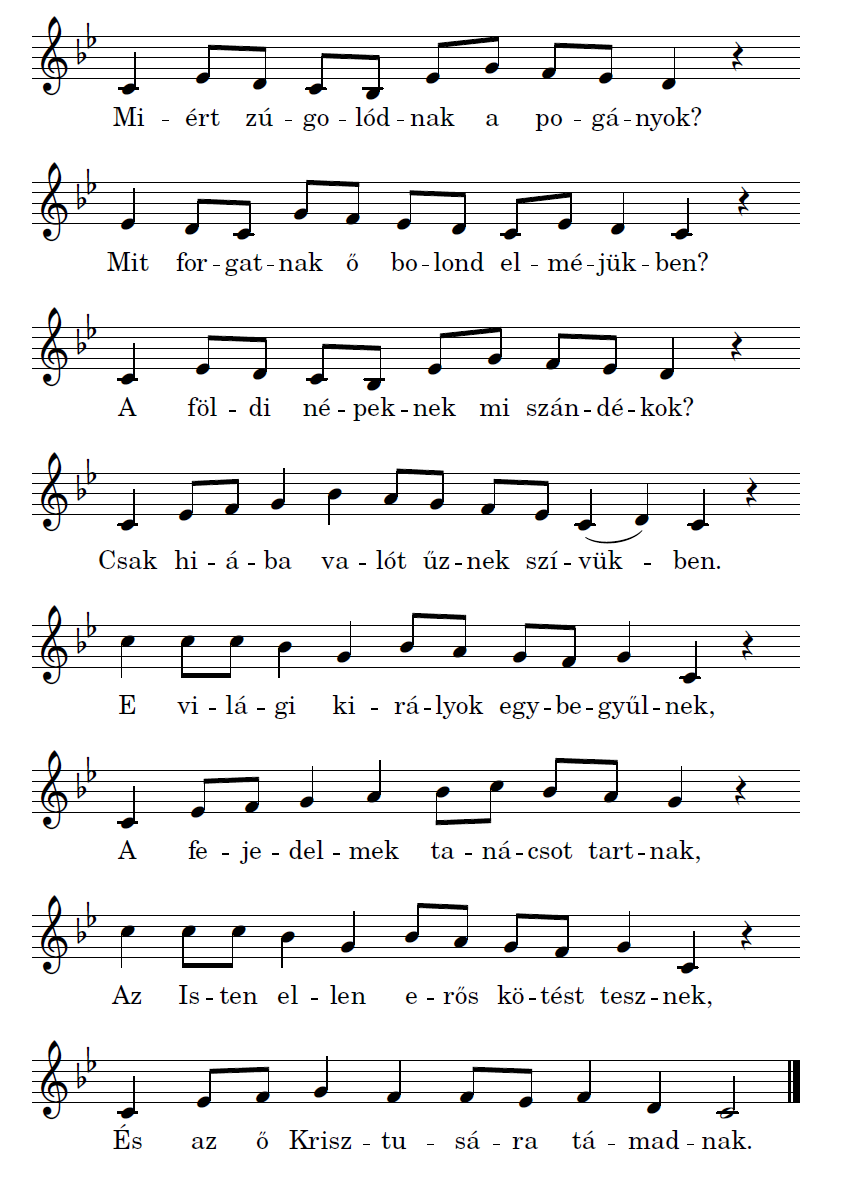 Mi - ért zú - go - lód - nak a po - gá - nyok?
Mit for - gat - nak ő bo - lond el - mé - jük - ben?
A föl - di né - pek - nek mi szán - dé - kok?
Csak hi - á - ba va - lót űz - nek szí - vük - ben.
E vi - lá - gi ki - rá - lyok egy - be - gyűl - nek,
A fe - je - del - mek ta - ná - csot tart - nak,
Az Is - ten el - len e - rős kö - tést tesz - nek,
És az ő Krisz - tu - sá - ra tá - mad - nak.